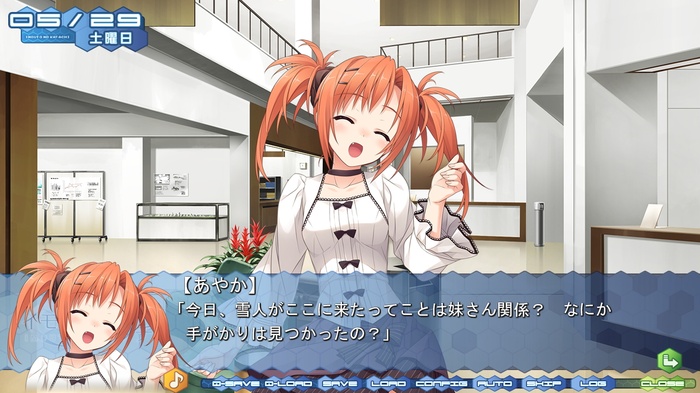 05/29
土曜日
【あやか】
「今日、雪人がここに来たってことは妹さん関係？　なにか
手がかりは見つかったの？」
Q-SAVE Q-LOAD SAVE LOAD CONFIG AUTO SKIP LOG CLOSE